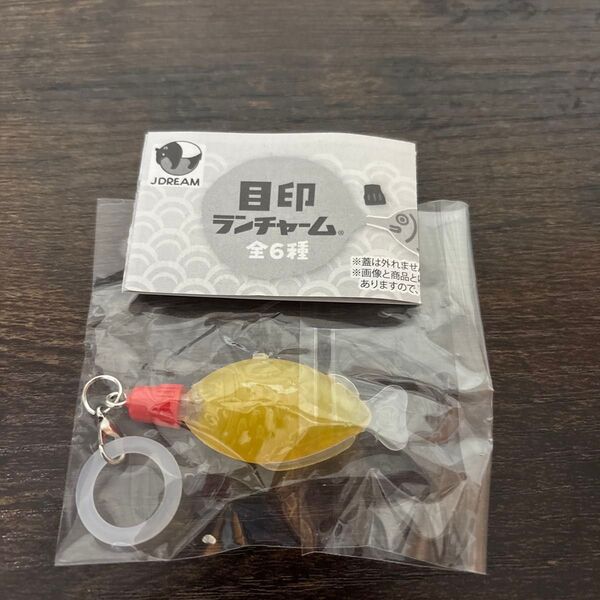 JDREAM
目印
ランチャーム®
全6種
※蓋は外れませ
※画像と商品と
ありますので、